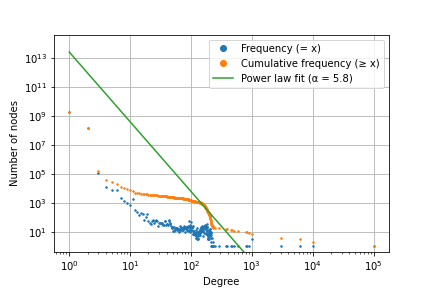 Frequency (= x)
Cumulative frequency (≥ x)
Power law fit (α = 5.8)
Number of nodes
10¹³
10¹¹
10⁹
10⁷
10⁵
10³
10¹
10⁰ 10¹ 10² 10³ 10⁴ 10⁵
Degree